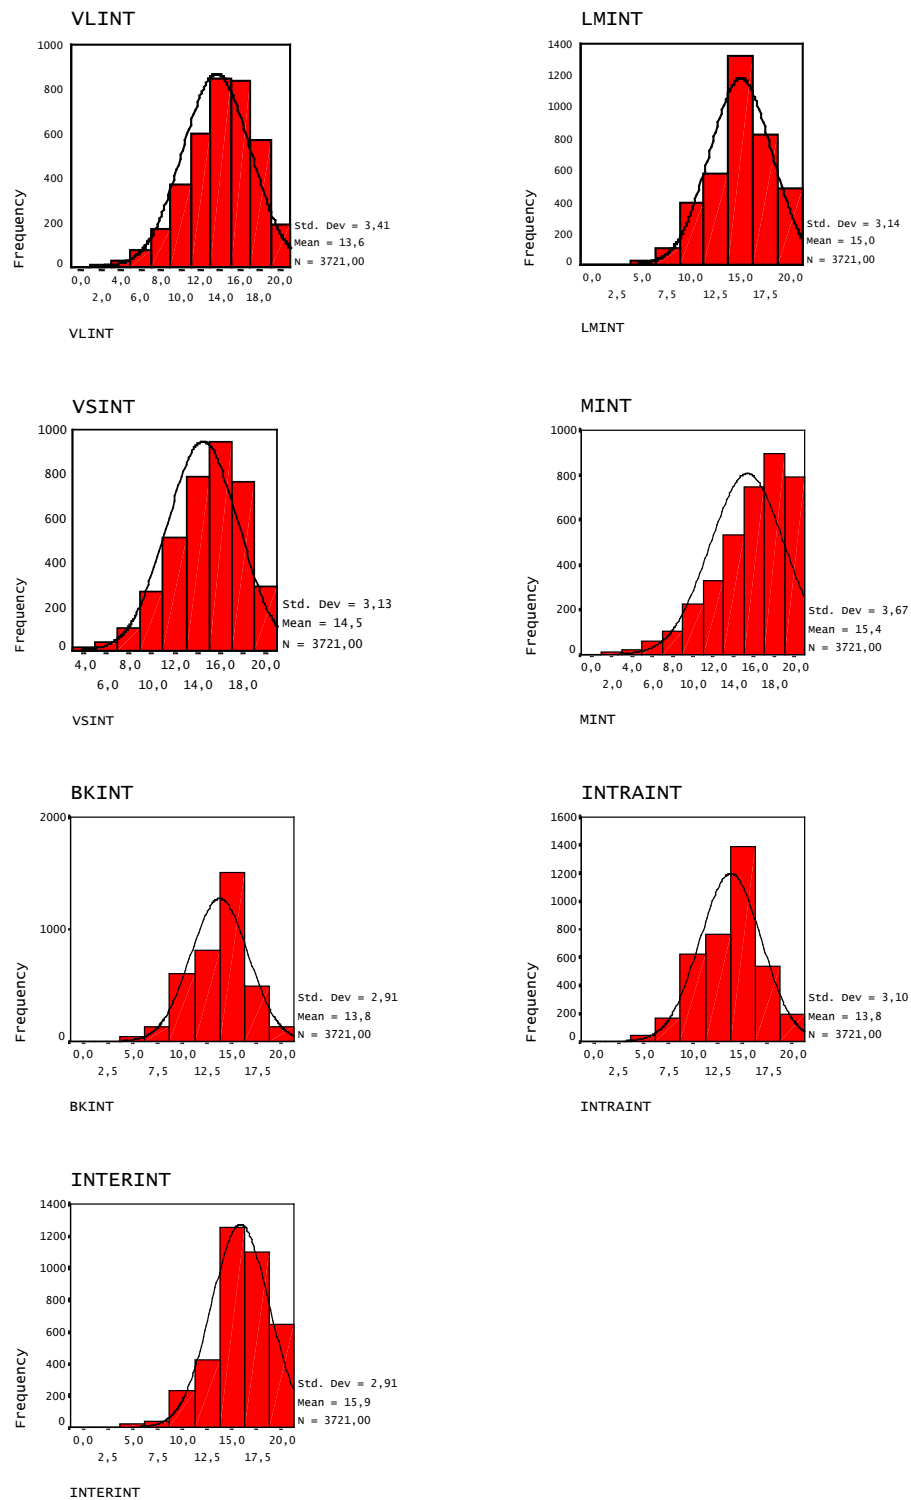 VLINT
1000
800
600
400
200
0
Frequency
Std. Dev = 3,41
Mean = 13,6
N = 3721,00
0,0 4,0 8,0 12,0 16,0 20,0
2,0 6,0 10,0 14,0 18,0
VLINT
LMINT
1400
1200
1000
800
600
400
200
0
Frequency
Std. Dev = 3,14
Mean = 15,0
N = 3721,00
0,0 5,0 10,0 15,0 20,0
2,5 7,5 12,5 17,5
LMINT
VSINT
1000
800
600
400
200
0
Frequency
Std. Dev = 3,13
Mean = 14,5
N = 3721,00
4,0 8,0 12,0 16,0 20,0
6,0 10,0 14,0 18,0
VSINT
MINT
1000
800
600
400
200
0
Frequency
Std. Dev = 3,67
Mean = 15,4
N = 3721,00
0,0 4,0 8,0 12,0 16,0 20,0
2,0 6,0 10,0 14,0 18,0
MINT
BKINT
2000
1000
0
Frequency
Std. Dev = 2,91
Mean = 13,8
N = 3721,00
0,0 5,0 10,0 15,0 20,0
2,5 7,5 12,5 17,5
BKINT
INTRAINT
1600
1400
1200
1000
800
600
400
200
0
Frequency
Std. Dev = 3,10
Mean = 13,8
N = 3721,00
0,0 5,0 10,0 15,0 20,0
2,5 7,5 12,5 17,5
INTRAINT
INTERINT
1400
1200
1000
800
600
400
200
0
Frequency
Std. Dev = 2,91
Mean = 15,9
N = 3721,00
0,0 5,0 10,0 15,0 20,0
2,5 7,5 12,5 17,5
INTERINT